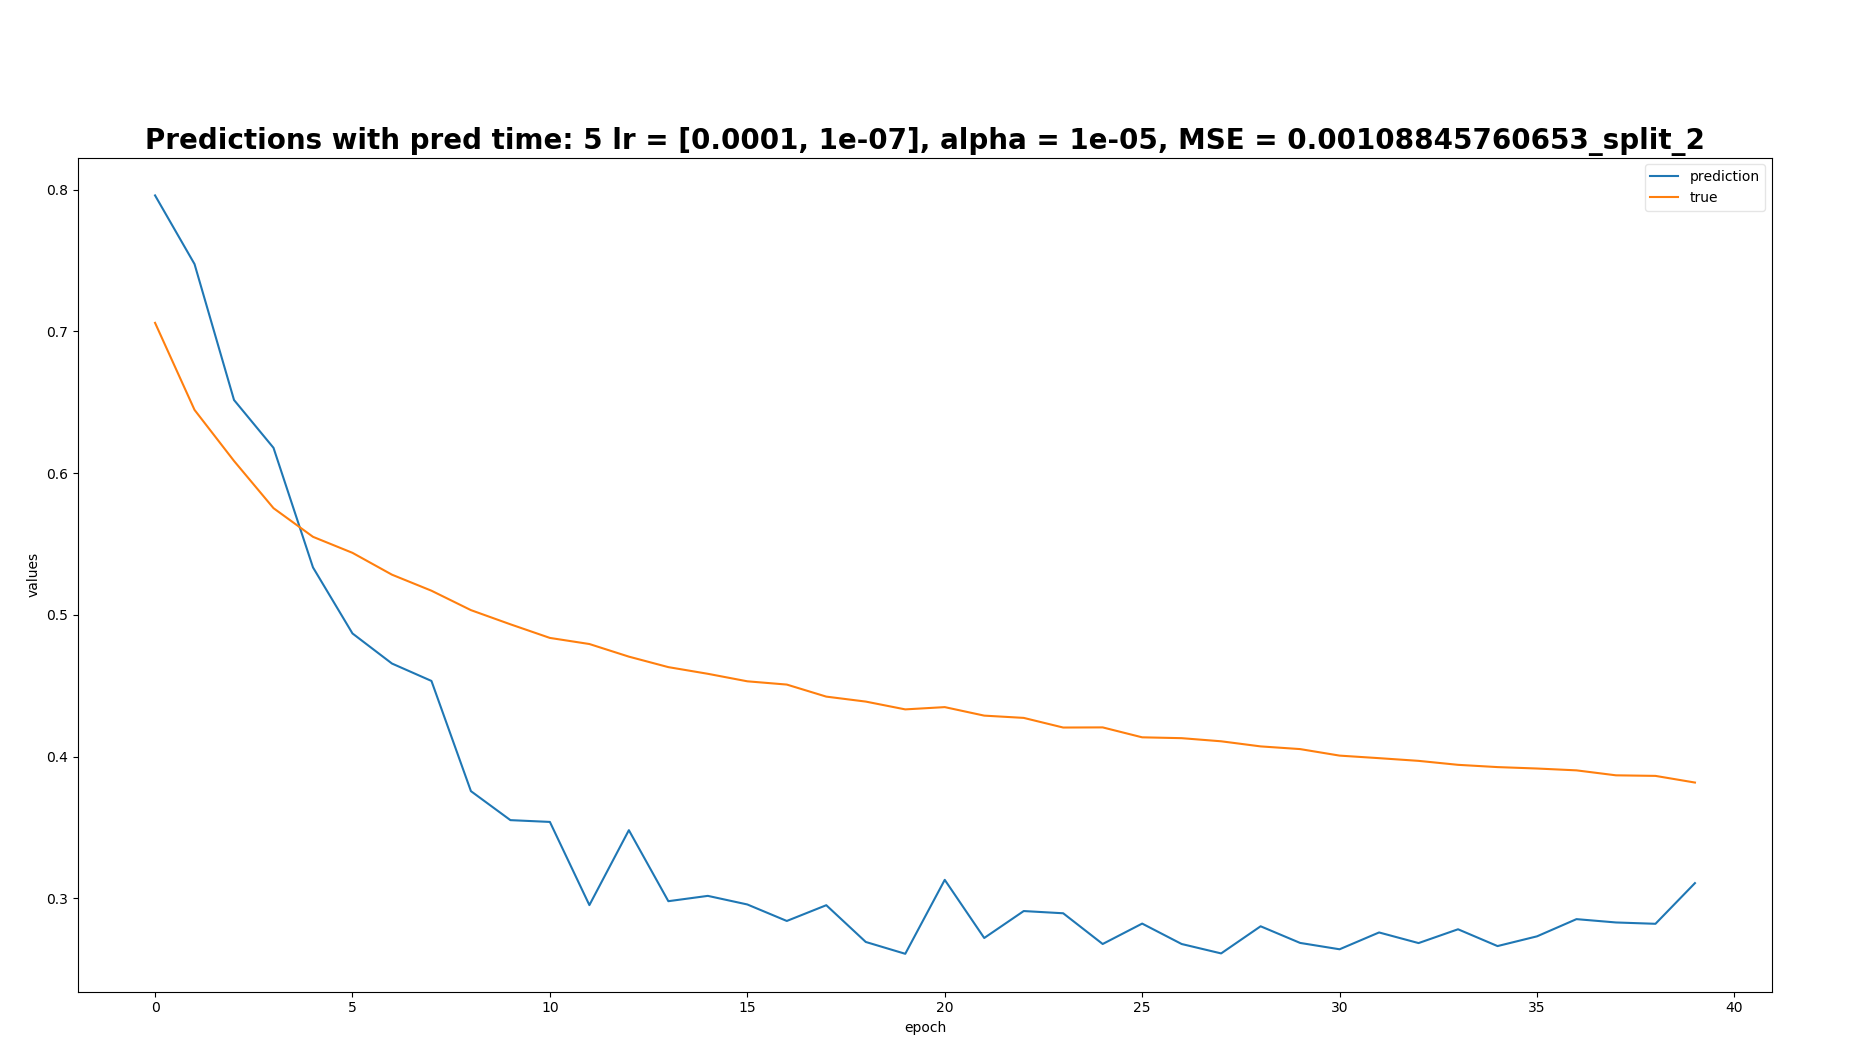 Predictions with pred time: 5 lr = [0.0001, 1e-07], alpha = 1e-05, MSE = 0.00108845760653_split_2
prediction
true
values
0.8
0.7
0.6
0.5
0.4
0.3
0 5 10 15 20 25 30 35 40
epoch